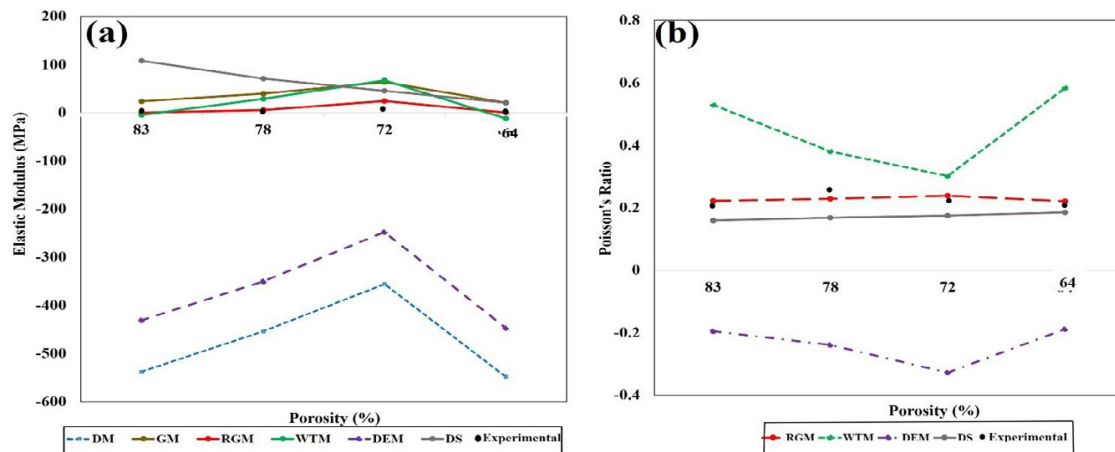 (a)
200
100
0
-100
-200
-300
-400
-500
-600
Elastic Modulus (MPa)
83 78 72 64
Porosity (%)
DM GM RGM WTM DEM DS Experimental
(b)
0.8
0.6
0.4
0.2
0
-0.2
-0.4
Poisson's Ratio
83 78 72 64
Porosity (%)
RGM WTM DEM DS Experimental